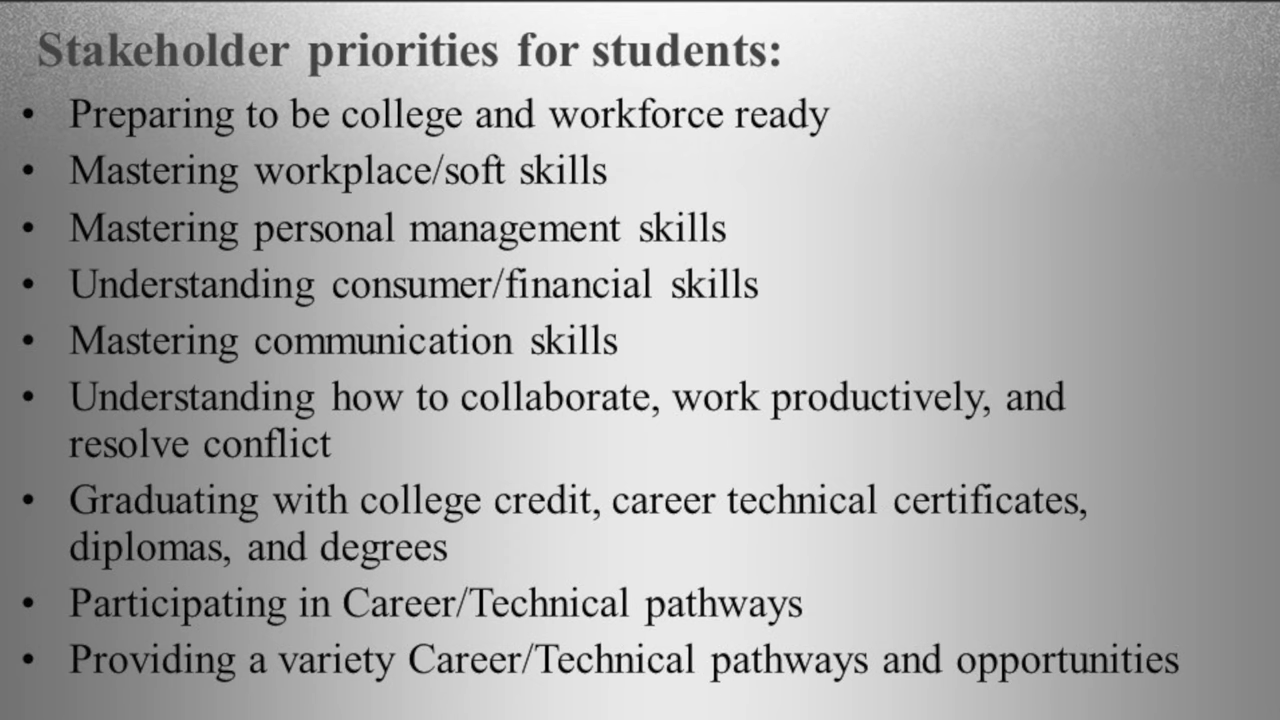 Stakeholder priorities for students:
• Preparing to be college and workforce ready
• Mastering workplace/soft skills
• Mastering personal management skills
• Understanding consumer/financial skills
• Mastering communication skills
• Understanding how to collaborate, work productively, and
resolve conflict
• Graduating with college credit, career technical certificates,
diplomas, and degrees
• Participating in Career/Technical pathways
• Providing a variety Career/Technical pathways and opportunities